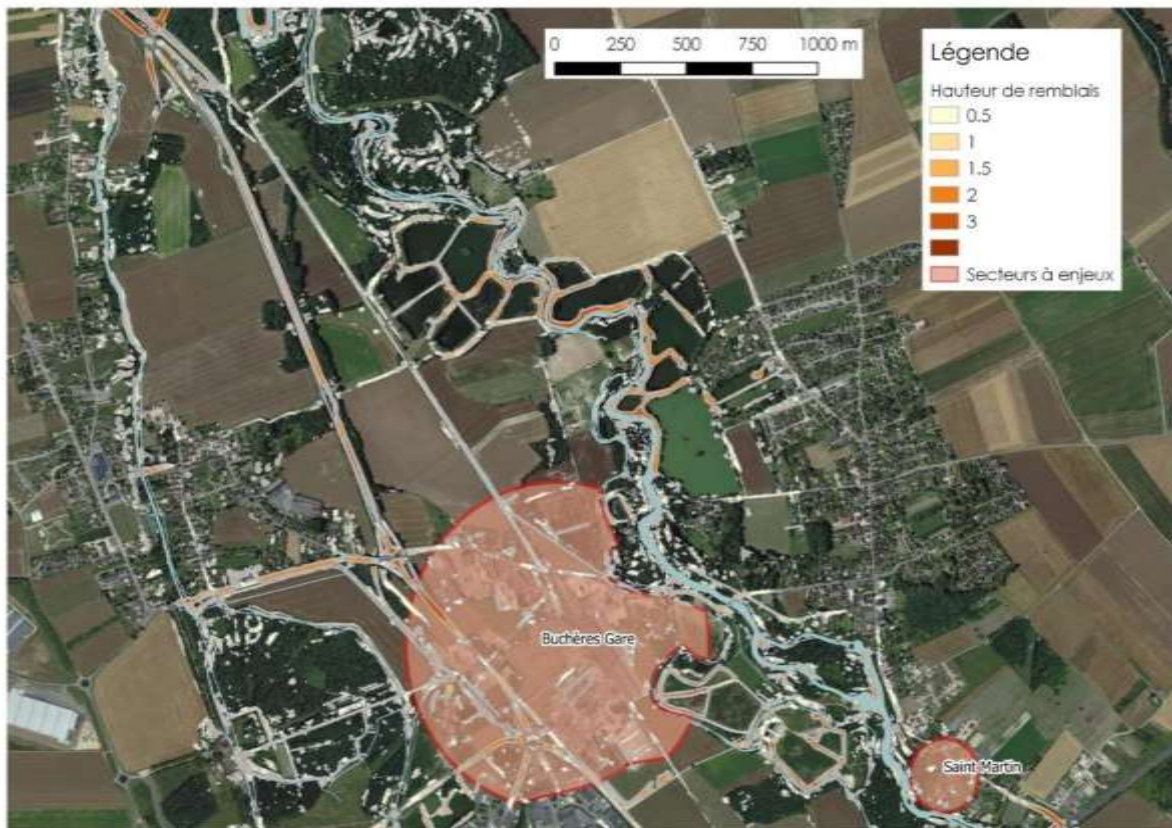 0 250 500 750 1000 m
Légende
Hauteur de remblais
0.5
1
1.5
2
3
Secteurs à enjeux
Buchères Gare
Saint Martin